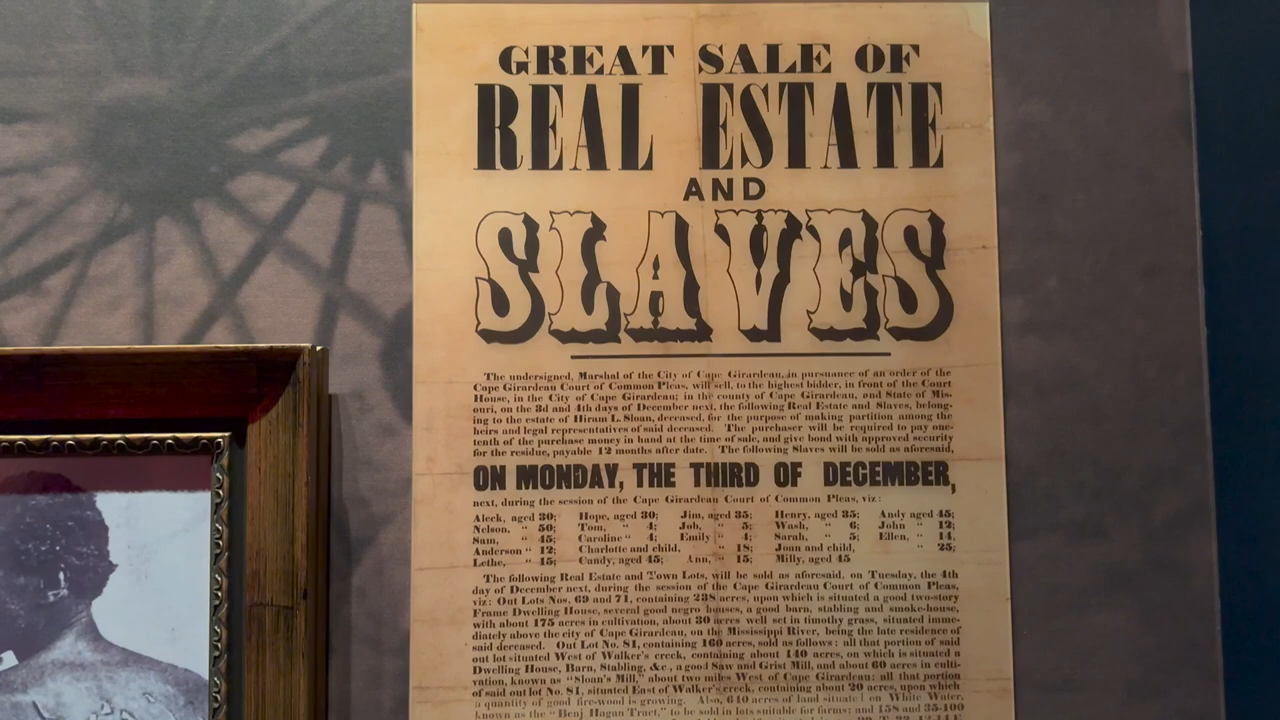 GREAT SALE OF
REAL ESTATE
AND
SLAVES
The undersigned, Marshal of the City of Cape Girardeau, in pursuance of an order of the
Cape Girardeau Court of Common Pleas, will sell, to the highest bidder, in front of the Court
House, in the City of Cape Girardeau; in the county of Cape Girardeau, and State of Mis-
ouri, on the 3d and 4th days of December next, the following Real Estate and Slaves, belong-
ing to the estate of Hiram L. Sloan, deceased, for the purpose of making partition among the
heirs and legal representatives of said deceased. The purchaser will be required to pay one-
tenth of the purchase money in hand at the time of sale, and give bond with approved security
for the residue, payable 12 months after date. The following Slaves will be sold as aforesaid,
ON MONDAY, THE THIRD OF DECEMBER,
next, during the session of the Cape Girardeau Court of Common Pleas, viz:
Aleck, aged 30; Hope, aged 30; Jim, aged 35; Henry, aged 35; Andy aged 45;
Nelson, " 50; Tom, " 4; Job, " 5; Wash, " 6; John " 12;
Sam, " 45; Caroline " 4; Emily " 4; Sarah, " 5; Ellen, " 14,
Anderson " 12; Charlotte and child, " 18; Joan and child, " 25;
Lethe, " 15; Candy, aged 45; Ann, " 15; Milly, aged 45
The following Real Estate and Town Lots, will be sold as aforesaid, on Tuesday, the 4th
day of December next, during the session of the Cape Girardeau Court of Common Pleas,
viz: Out Lots Nos. 69 and 71, containing 238 acres, upon which is situated a good two-story
Frame Dwelling House, several good negro houses, a good barn, stabling and smoke-house,
with about 175 acres in cultivation, about 30 acres well set in timothy grass, situated imme-
diately above the city of Cape Girardeau, on the Mississippi River, being the late residence of
said deceased. Out Lot No. 81, containing 160 acres, sold as follows: all that portion of said
out lot situated West of Walker's creek, containing about 140 acres, on which is situated a
Dwelling House, Barn, Stabling, &c., a good Saw and Grist Mill, and about 60 acres in culti-
vation, known as "Sloan's Mill," about two miles West of Cape Girardeau: all that portion
of said out lot No. 81, situated East of Walker's creek, containing about 20 acres, upon which
a quantity of good fire-wood is growing. Also, 640 acres of land situated on White Water,
known as the "Benj Hagan Tract," to be sold in lots suitable for farms; and 158 and 35-100